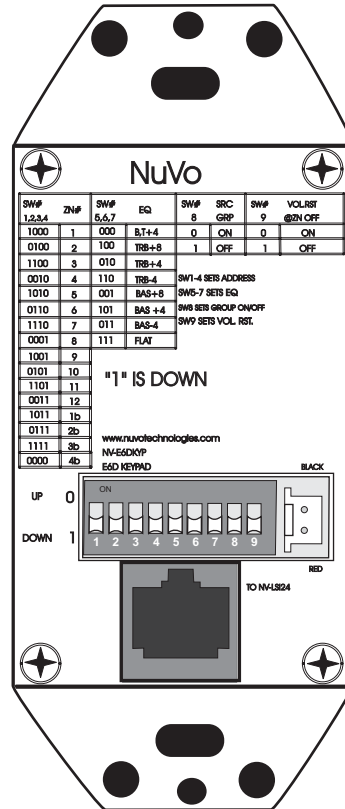 NuVo
SW# 1,2,3,4 ZN# SW# 5,6,7 EQ SW# 8 SRC GRP SW# 9 VOL.RST @ZN OFF
1000 1 000 B,T+4 0 ON 0 ON
0100 2 100 TRB+8 1 OFF 1 OFF
1100 3 010 TRB+4
0010 4 110 TRB-4 SW1-4 SETS ADDRESS
1010 5 001 BAS+8 SW5-7 SETS EQ
0110 6 101 BAS +4 SW8 SETS GROUP ON/OFF
1110 7 011 BAS-4 SW9 SETS VOL. RST.
0001 8 111 FLAT
1001 9
0101 10
1101 11 "1" IS DOWN
0011 12
1011 1b
0111 2b www.nuvotechnologies.com
1111 3b NV-E6DKYP
0000 4b E6D KEYPAD
BLACK
UP 0 ON
DOWN 1 1 2 3 4 5 6 7 8 9
RED
TO NV-LSI24